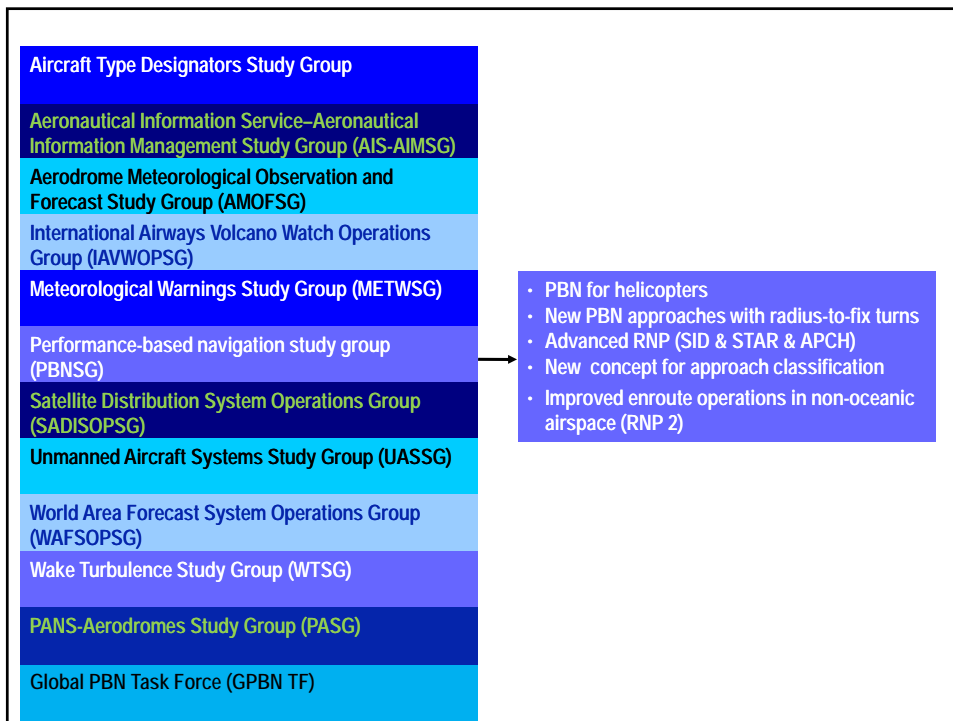 Aircraft Type Designators Study Group
Aeronautical Information Service–Aeronautical
Information Management Study Group (AIS-AIMSG)
Aerodrome Meteorological Observation and
Forecast Study Group (AMOFSG)
International Airways Volcano Watch Operations
Group (IAVWOPSG)
Meteorological Warnings Study Group (METWSG)
Performance-based navigation study group
(PBNSG)
Satellite Distribution System Operations Group
(SADISOPSG)
Unmanned Aircraft Systems Study Group (UASSG)
World Area Forecast System Operations Group
(WAFSOPSG)
Wake Turbulence Study Group (WTSG)
PANS-Aerodromes Study Group (PASG)
Global PBN Task Force (GPBN TF)
• PBN for helicopters
• New PBN approaches with radius-to-fix turns
• Advanced RNP (SID & STAR & APCH)
• New concept for approach classification
• Improved enroute operations in non-oceanic
airspace (RNP 2)